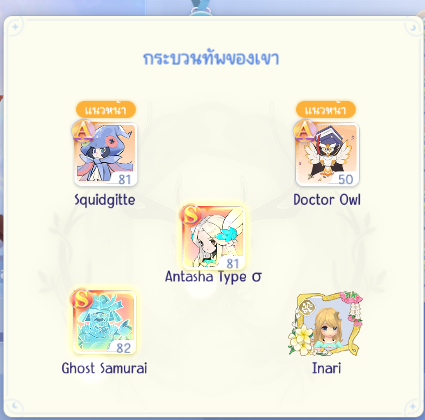 กระบวนทัพของเขา
แนวหน้า
แนวหน้า
A
81
A
50
Squidgitte
Doctor Owl
S
81
Antasha Type σ
S
82
Ghost Samurai
Inari